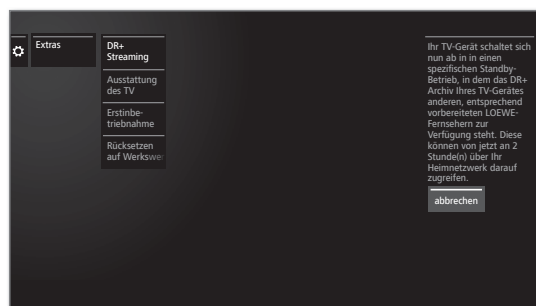 Extras
DR+
Streaming
Ausstattung
des TV
Erstinbe-
triebnahme
Rücksetzen
auf Werkswer
Ihr TV-Gerät schaltet sich
nun ab in in einen
spezifischen Standby-
Betrieb, in dem das DR+
Archiv Ihres TV-Gerätes
anderen, entsprechend
vorbereiteten LOEWE-
Fernsehern zur
Verfügung steht. Diese
können von jetzt an 2
Stunde(n) über Ihr
Heimnetzwerk darauf
zugreifen.
abbrechen